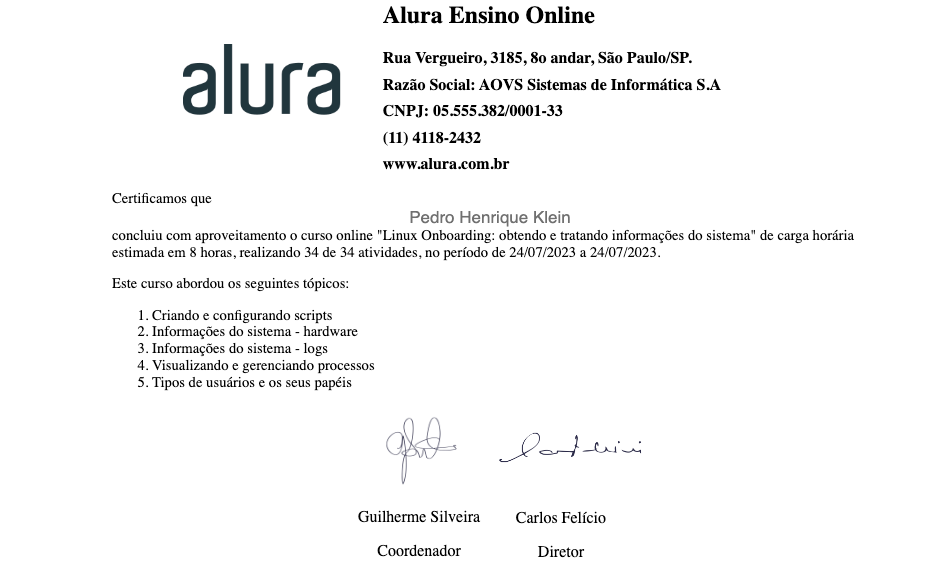 Alura Ensino Online
alura
Rua Vergueiro, 3185, 8o andar, São Paulo/SP.
Razão Social: AOVS Sistemas de Informática S.A
CNPJ: 05.555.382/0001-33
(11) 4118-2432
www.alura.com.br
Certificamos que
Pedro Henrique Klein
concluiu com aproveitamento o curso online "Linux Onboarding: obtendo e tratando informações do sistema" de carga horária
estimada em 8 horas, realizando 34 de 34 atividades, no período de 24/07/2023 a 24/07/2023.
Este curso abordou os seguintes tópicos:
1. Criando e configurando scripts
2. Informações do sistema - hardware
3. Informações do sistema - logs
4. Visualizando e gerenciando processos
5. Tipos de usuários e os seus papéis
Guilherme Silveira Carlos Felício
Coordenador Diretor